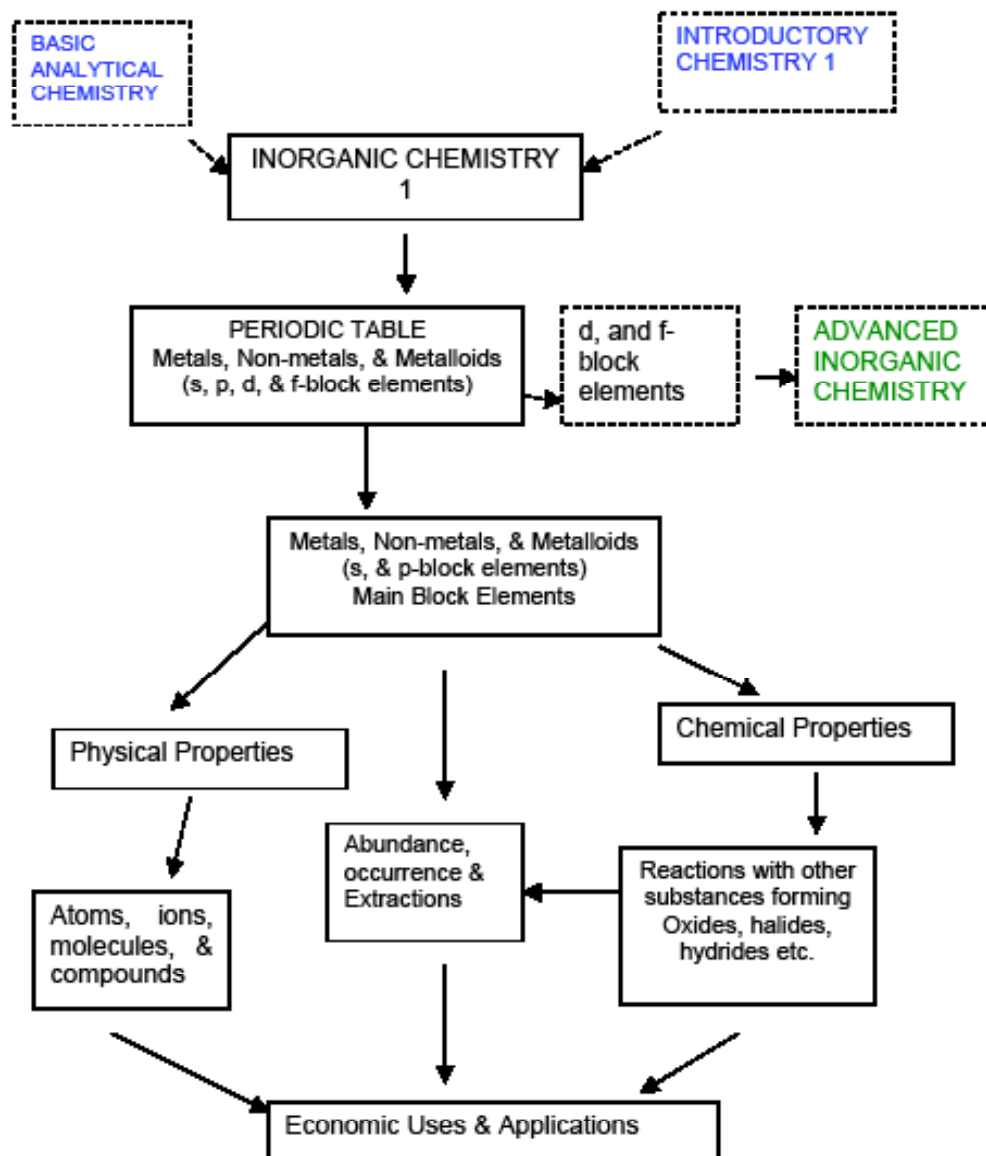 BASIC
ANALYTICAL
CHEMISTRY
INTRODUCTORY
CHEMISTRY 1
INORGANIC CHEMISTRY
1
PERIODIC TABLE
Metals, Non-metals, & Metalloids
(s, p, d, & f-block elements)
d, and f-
block
elements
ADVANCED
INORGANIC
CHEMISTRY
Metals, Non-metals, & Metalloids
(s, & p-block elements)
Main Block Elements
Physical Properties
Chemical Properties
Atoms, ions,
molecules, &
compounds
Abundance,
occurrence &
Extractions
Reactions with other
substances forming
Oxides, halides,
hydrides etc.
Economic Uses & Applications